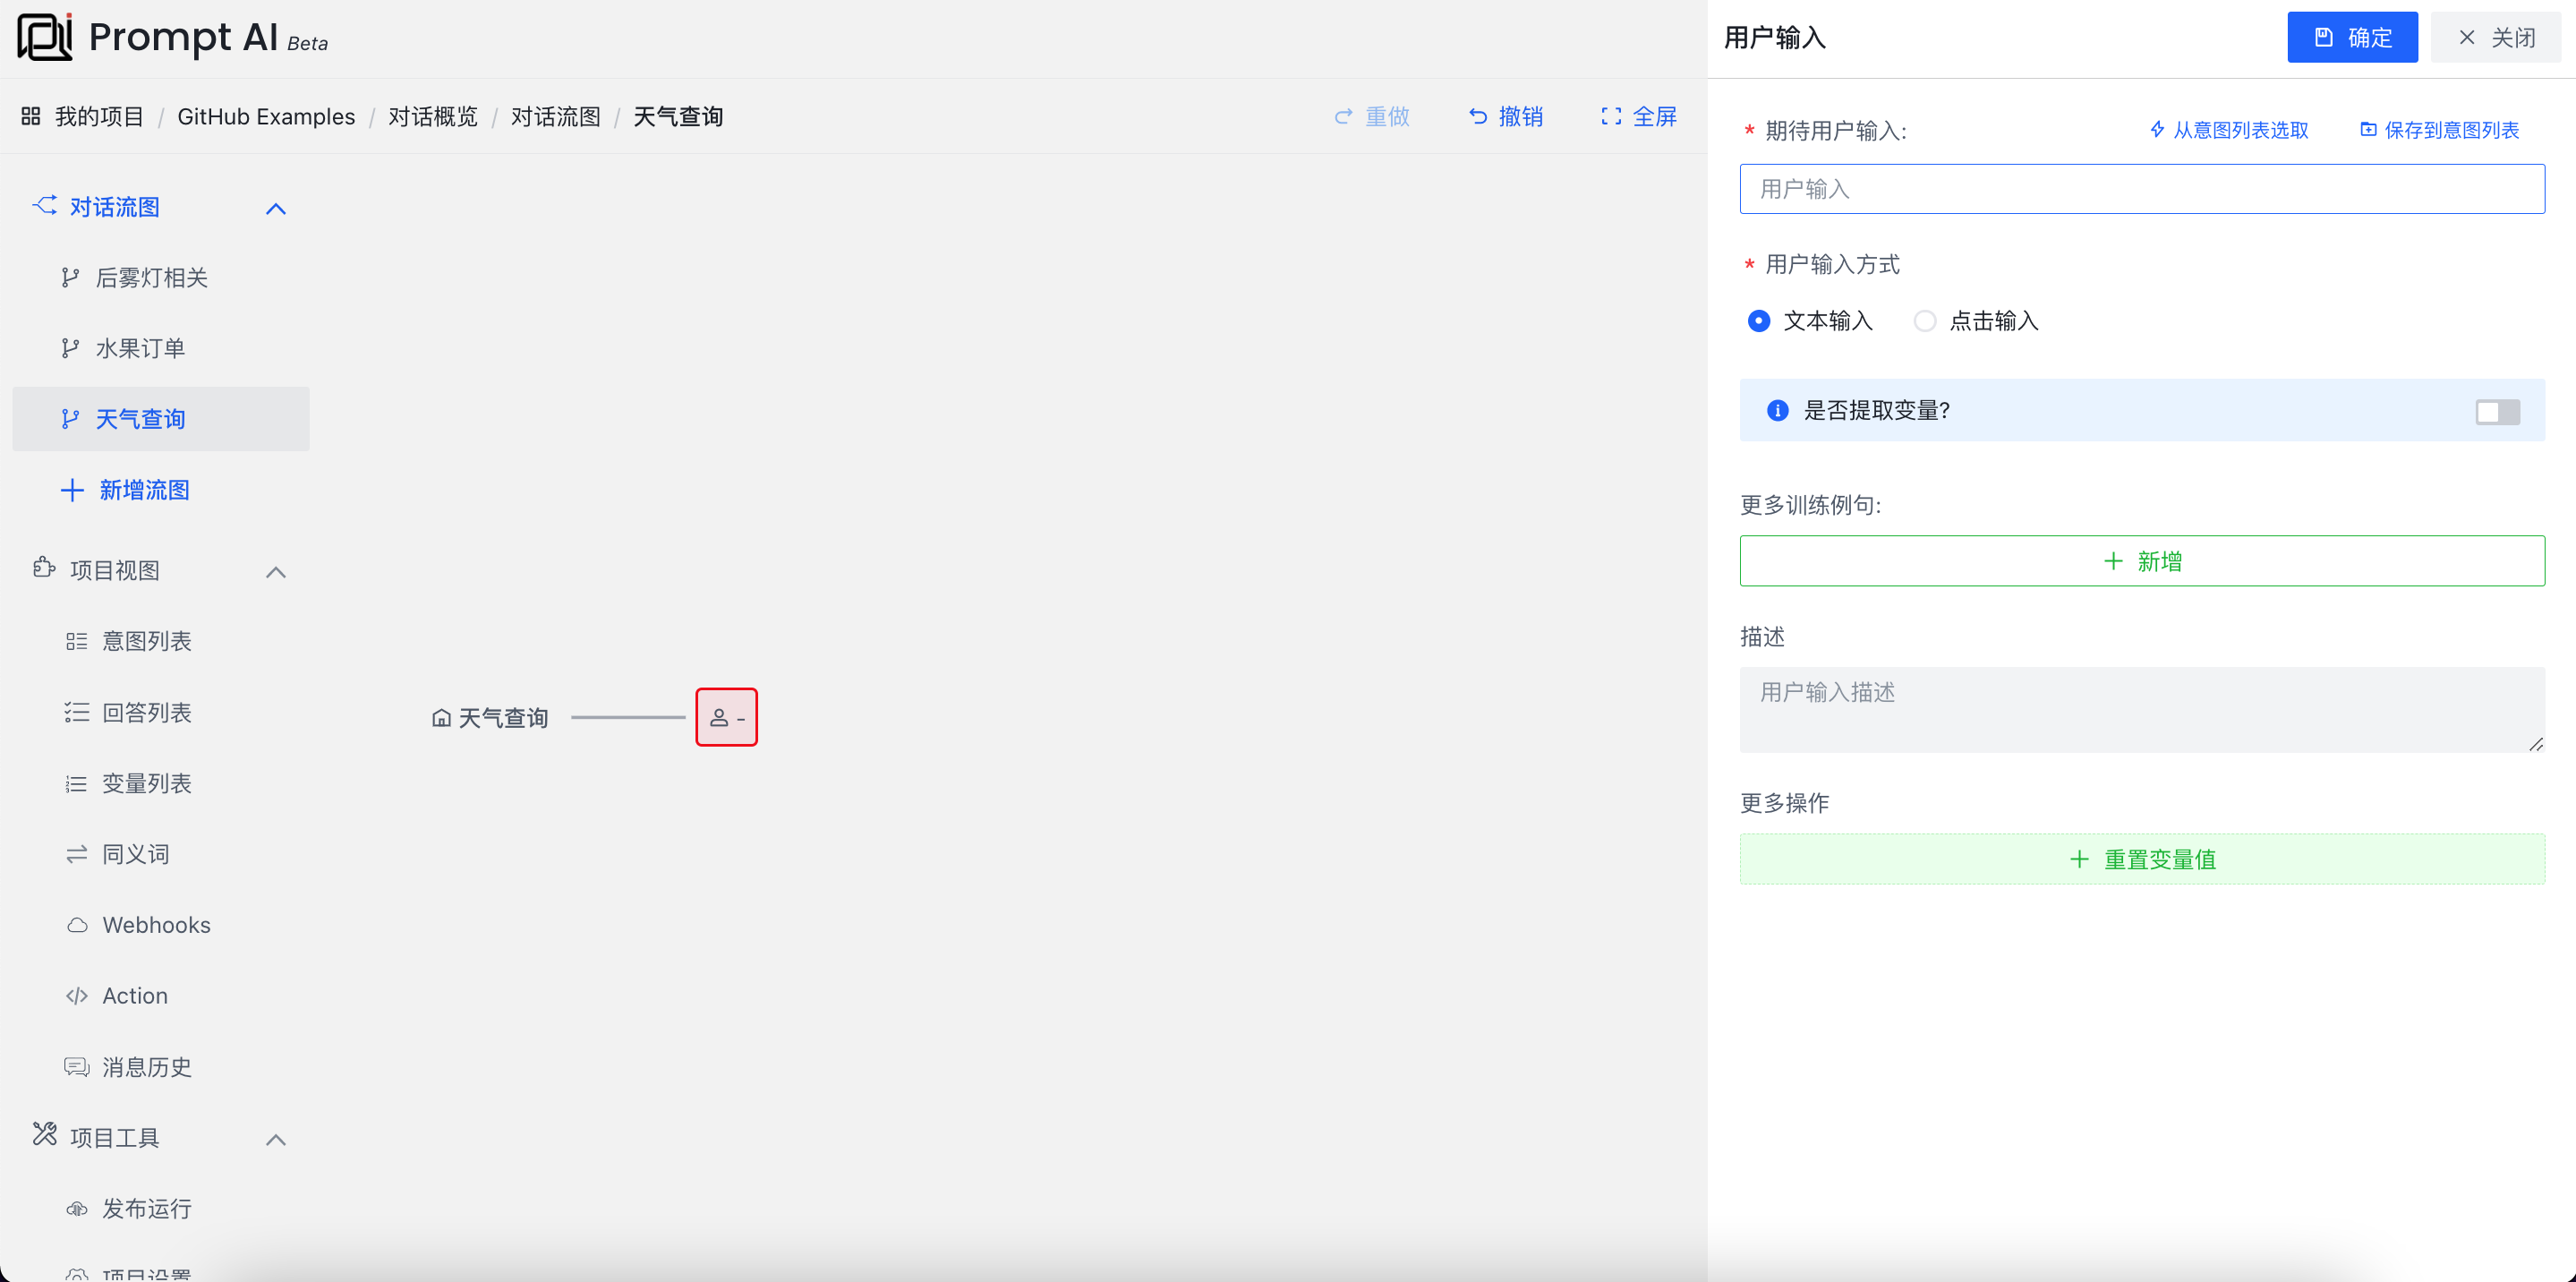 Prompt AI Beta
我的项目 / GitHub Examples / 对话概览 / 对话流图 / 天气查询
重做 撤销 全屏
对话流图
后雾灯相关
水果订单
天气查询
新增流图
项目视图
意图列表
回答列表
变量列表
同义词
Webhooks
Action
消息历史
项目工具
发布运行
项目设置
天气查询
-
用户输入
确定 关闭
* 期待用户输入: 从意图列表选取 保存到意图列表
用户输入
* 用户输入方式
文本输入 点击输入
是否提取变量?
更多训练例句:
新增
描述
用户输入描述
更多操作
重置变量值